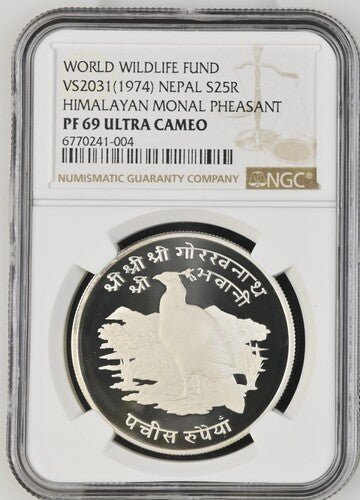 WORLD WILDLIFE FUND
VS2031(1974) NEPAL S25R
HIMALAYAN MONAL PHEASANT
PF 69 ULTRA CAMEO
6770241-004
NUMISMATIC GUARANTY COMPANY NGC
श्री श्री श्री गोरखनाथ
श्री भवानी
पचीस रुपैयाँ